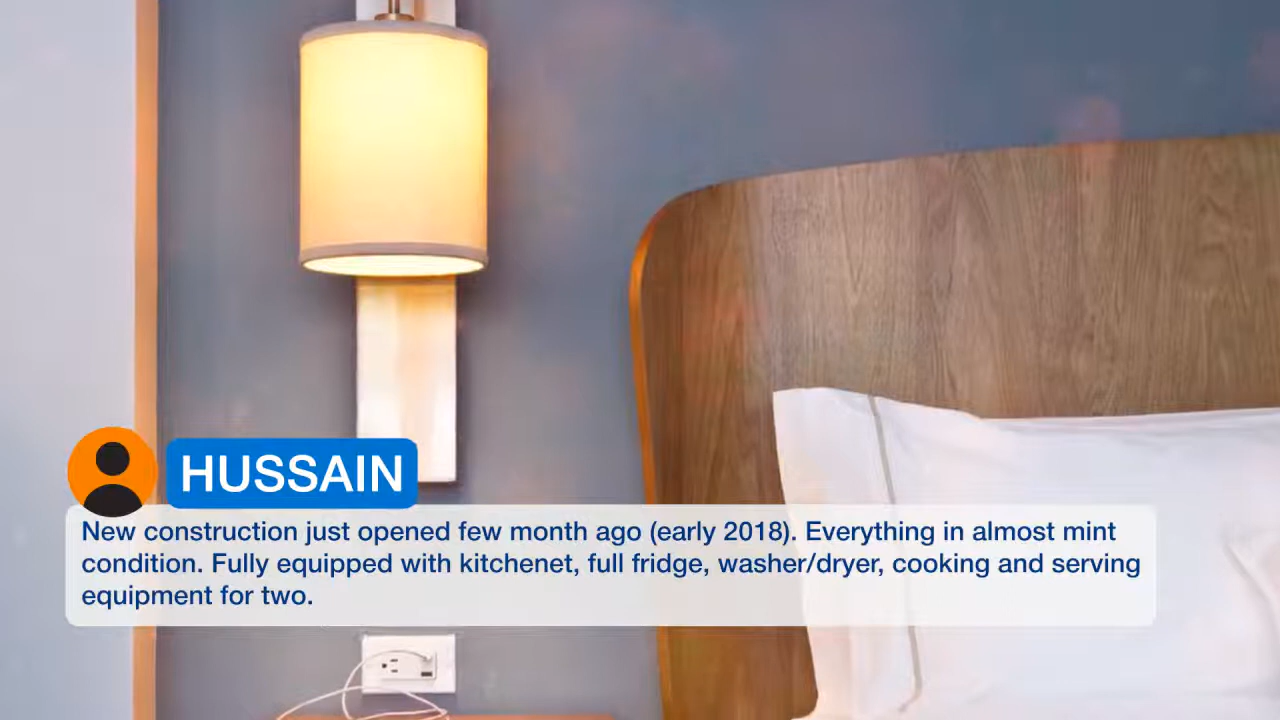 HUSSAIN
New construction just opened few month ago (early 2018). Everything in almost mint
condition. Fully equipped with kitchenet, full fridge, washer/dryer, cooking and serving
equipment for two.